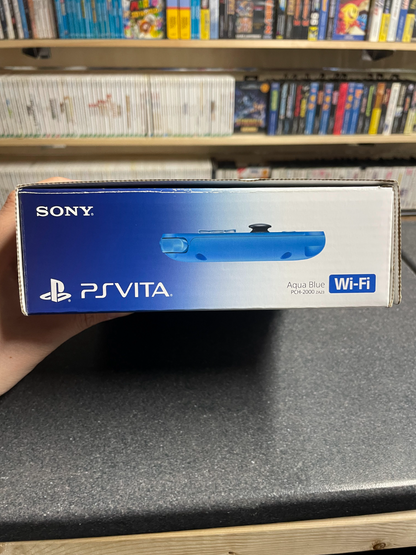 SONY
PSVITA
Aqua Blue
PCH-2000 ZA23
Wi-Fi